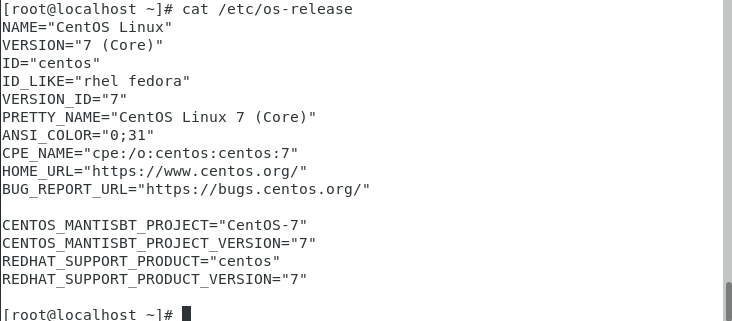 [root@localhost ~]# cat /etc/os-release
NAME="CentOS Linux"
VERSION="7 (Core)"
ID="centos"
ID_LIKE="rhel fedora"
VERSION_ID="7"
PRETTY_NAME="CentOS Linux 7 (Core)"
ANSI_COLOR="0;31"
CPE_NAME="cpe:/o:centos:centos:7"
HOME_URL="https://www.centos.org/"
BUG_REPORT_URL="https://bugs.centos.org/"

CENTOS_MANTISBT_PROJECT="CentOS-7"
CENTOS_MANTISBT_PROJECT_VERSION="7"
REDHAT_SUPPORT_PRODUCT="centos"
REDHAT_SUPPORT_PRODUCT_VERSION="7"

[root@localhost ~]#